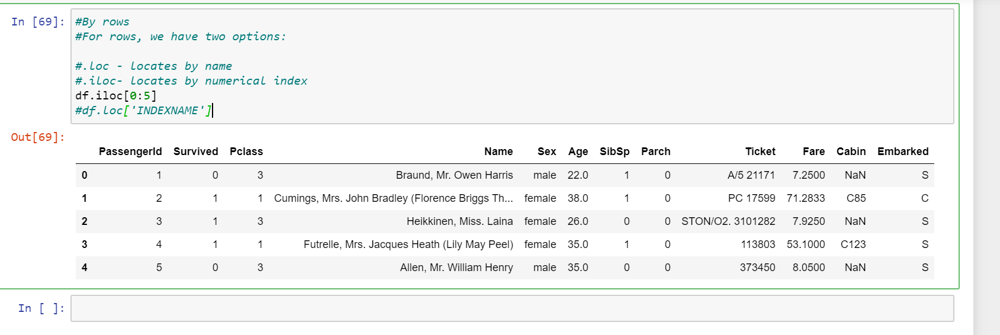 In [69]: #By rows
#For rows, we have two options:
#.loc - locates by name
#.iloc- locates by numerical index
df.iloc[0:5]
#df.loc['INDEXNAME']
Out[69]:
PassengerId Survived Pclass Name Sex Age SibSp Parch Ticket Fare Cabin Embarked
0 1 0 3 Braund, Mr. Owen Harris male 22.0 1 0 A/5 21171 7.2500 NaN S
1 2 1 1 Cumings, Mrs. John Bradley (Florence Briggs Th... female 38.0 1 0 PC 17599 71.2833 C85 C
2 3 1 3 Heikkinen, Miss. Laina female 26.0 0 0 STON/O2. 3101282 7.9250 NaN S
3 4 1 1 Futrelle, Mrs. Jacques Heath (Lily May Peel) female 35.0 1 0 113803 53.1000 C123 S
4 5 0 3 Allen, Mr. William Henry male 35.0 0 0 373450 8.0500 NaN S
In [ ]: